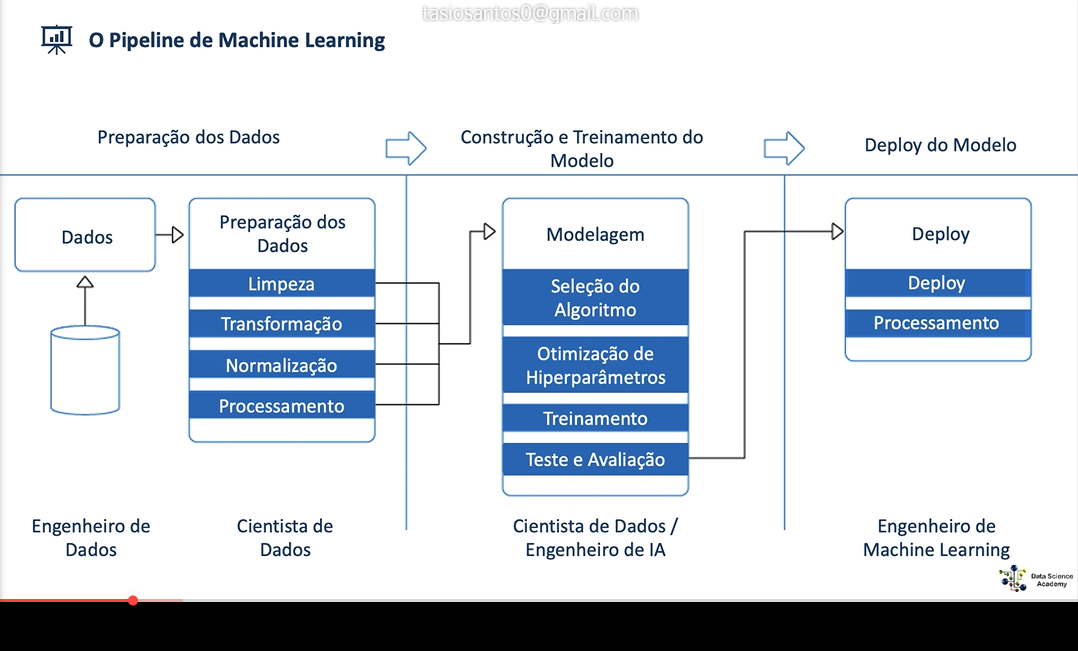 tasiosantos0@gmail.com
O Pipeline de Machine Learning
Preparação dos Dados
Construção e Treinamento do
Modelo
Deploy do Modelo
Dados
Preparação dos
Dados
Limpeza
Transformação
Normalização
Processamento
Modelagem
Seleção do
Algoritmo
Otimização de
Hiperparâmetros
Treinamento
Teste e Avaliação
Deploy
Deploy
Processamento
Engenheiro de
Dados
Cientista de
Dados
Cientista de Dados /
Engenheiro de IA
Engenheiro de
Machine Learning
Data Science
Academy